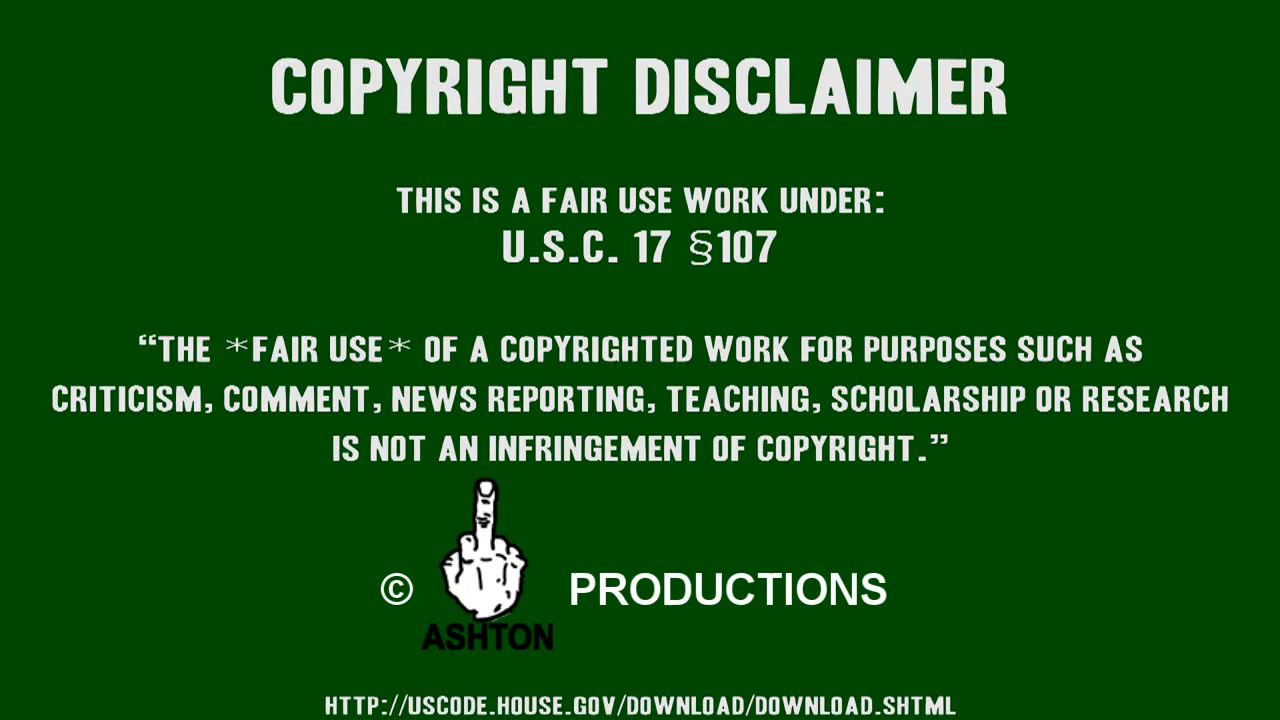 COPYRIGHT DISCLAIMER
THIS IS A FAIR USE WORK UNDER:
U.S.C. 17 §107
“THE *FAIR USE* OF A COPYRIGHTED WORK FOR PURPOSES SUCH AS
CRITICISM, COMMENT, NEWS REPORTING, TEACHING, SCHOLARSHIP OR RESEARCH
IS NOT AN INFRINGEMENT OF COPYRIGHT.”
© PRODUCTIONS
ASHTON
HTTP://USCODE.HOUSE.GOV/DOWNLOAD/DOWNLOAD.SHTML